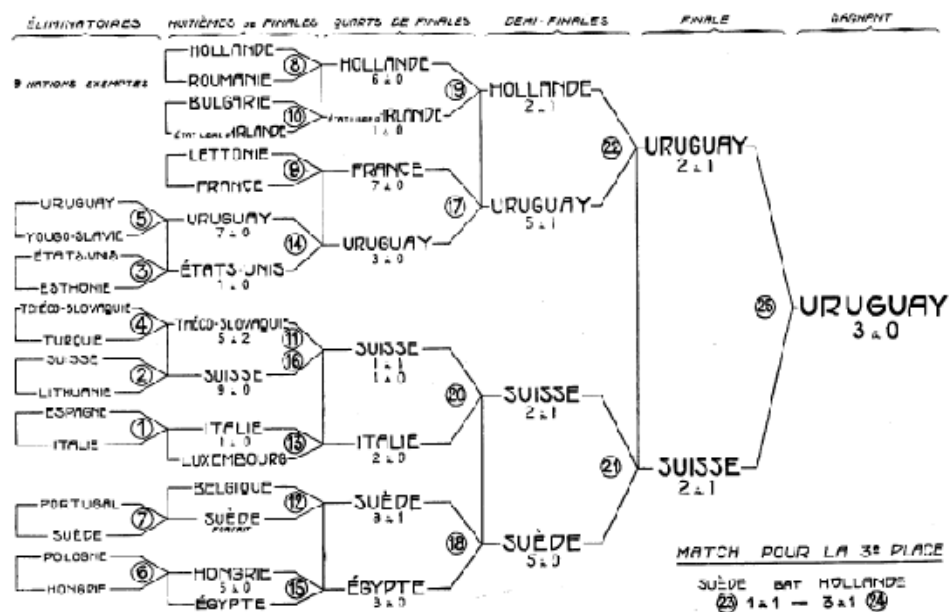 ÉLIMINATOIRES HUITIÈMES DE FINALES QUARTS DE FINALES DEMI-FINALES FINALE GAGNANT
9 NATIONS EXEMPTES
HOLLANDE
ROUMANIE
8
HOLLANDE
6 à 0
BULGARIE
IRLANDE
10
IRLANDE
1 à 0
19
HOLLANDE
2 à 1
LETTONIE
FRANCE
9
FRANCE
7 à 0
URUGUAY
YOUGO-SLAVIE
5
URUGUAY
7 à 0
ÉTATS-UNIS
ESTHONIE
3
ÉTATS-UNIS
1 à 0
14
URUGUAY
3 à 0
17
URUGUAY
5 à 1
22
URUGUAY
2 à 1
TCHÉCO-SLOVAQUIE
TURQUIE
4
TCHÉCO-SLOVAQUIE
5 à 2
SUISSE
LITHUANIE
2
SUISSE
9 à 0
11
16
SUISSE
1 à 1
1 à 0
ESPAGNE
ITALIE
1
ITALIE
1 à 0
LUXEMBOURG
13
ITALIE
2 à 0
20
SUISSE
2 à 1
PORTUGAL
SUÈDE
7
BELGIQUE
SUÈDE
FORFAIT
12
SUÈDE
8 à 1
POLOGNE
HONGRIE
6
HONGRIE
5 à 0
ÉGYPTE
15
ÉGYPTE
3 à 0
18
SUÈDE
5 à 0
21
SUISSE
2 à 1
25
URUGUAY
3 à 0
MATCH POUR LA 3e PLACE
SUÈDE BAT HOLLANDE
23 1 à 1 — 3 à 1 24